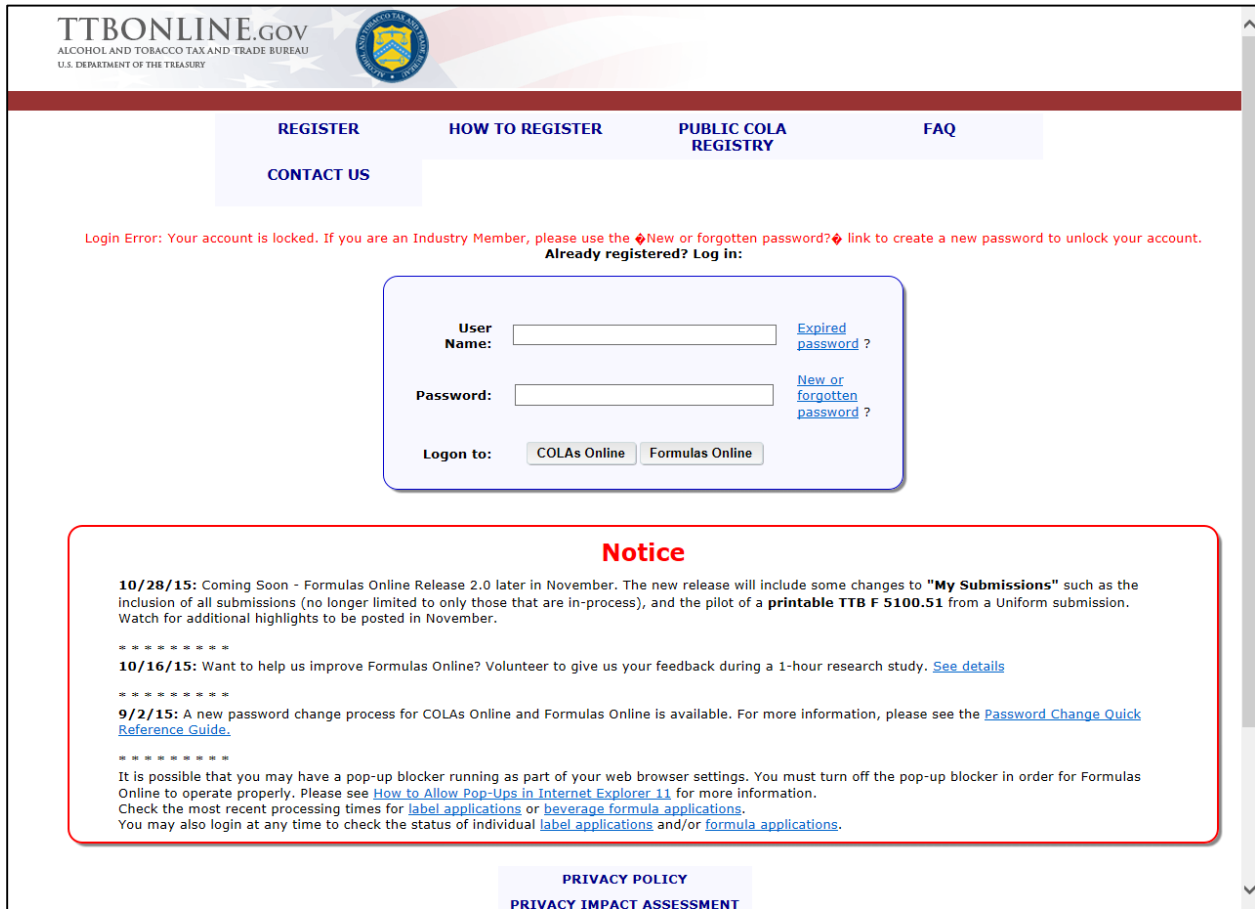 TTBONLINE.GOV
ALCOHOL AND TOBACCO TAX AND TRADE BUREAU
U.S. DEPARTMENT OF THE TREASURY
ALCOHOL AND TOBACCO TAX AND TRADE BUREAU
REGISTER
HOW TO REGISTER
PUBLIC COLA
REGISTRY
FAQ
CONTACT US
Login Error: Your account is locked. If you are an Industry Member, please use the �New or forgotten password?� link to create a new password to unlock your account.
Already registered? Log in:
User
Name:
Expired
password ?
Password:
New or
forgotten
password ?
Logon to:
COLAs Online
Formulas Online
Notice
10/28/15: Coming Soon - Formulas Online Release 2.0 later in November. The new release will include some changes to "My Submissions" such as the
inclusion of all submissions (no longer limited to only those that are in-process), and the pilot of a printable TTB F 5100.51 from a Uniform submission.
Watch for additional highlights to be posted in November.
* * * * * * * * *
10/16/15: Want to help us improve Formulas Online? Volunteer to give us your feedback during a 1-hour research study. See details
* * * * * * * * *
9/2/15: A new password change process for COLAs Online and Formulas Online is available. For more information, please see the Password Change Quick
Reference Guide.
* * * * * * * * *
It is possible that you may have a pop-up blocker running as part of your web browser settings. You must turn off the pop-up blocker in order for Formulas
Online to operate properly. Please see How to Allow Pop-Ups in Internet Explorer 11 for more information.
Check the most recent processing times for label applications or beverage formula applications.
You may also login at any time to check the status of individual label applications and/or formula applications.
PRIVACY POLICY
PRIVACY IMPACT ASSESSMENT